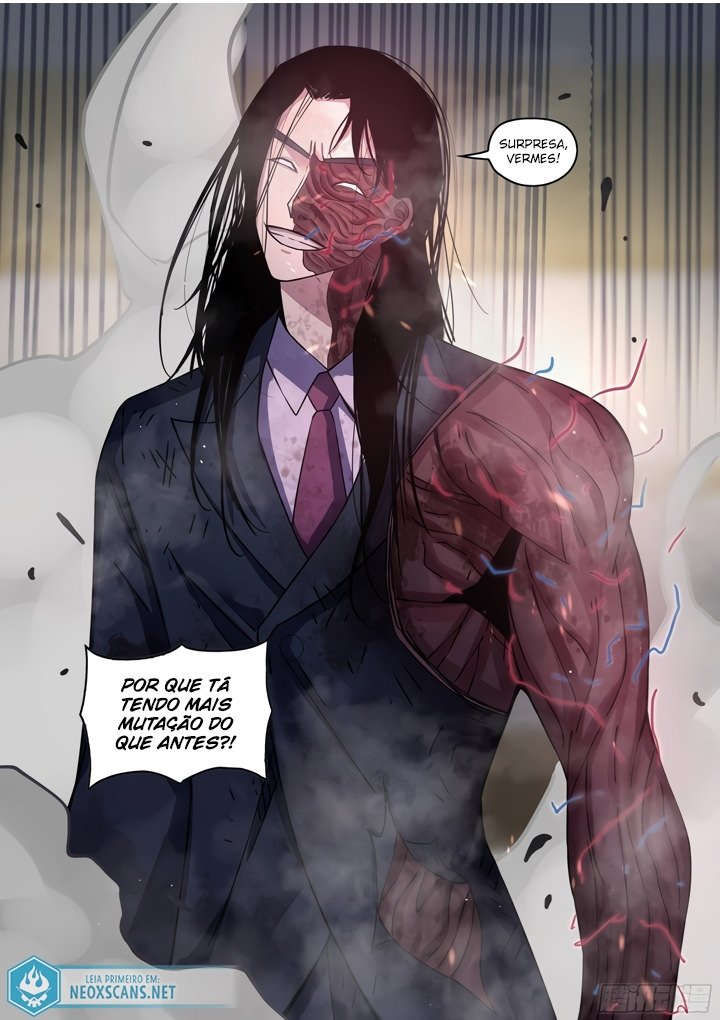 SURPRESA,
VERMES!
POR QUE TÁ
TENDO MAIS
MUTAÇÃO DO
QUE ANTES?!
LEIA PRIMEIRO EM:
NEOXSCANS.NET